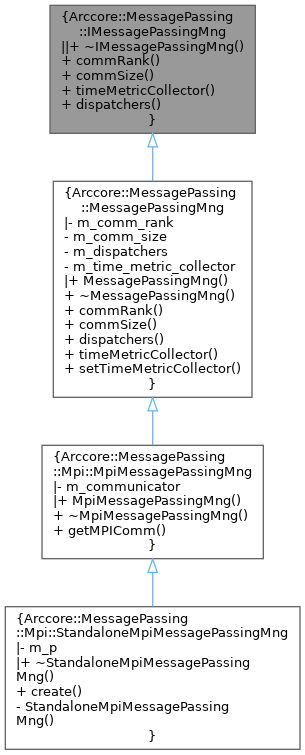 {Arccore::MessagePassing
::IMessagePassingMng
||+ ~IMessagePassingMng()
+ commRank()
+ commSize()
+ timeMetricCollector()
+ dispatchers()
}
{Arccore::MessagePassing
::MessagePassingMng
|- m_comm_rank
- m_comm_size
- m_dispatchers
- m_time_metric_collector
|+ MessagePassingMng()
+ ~MessagePassingMng()
+ commRank()
+ commSize()
+ dispatchers()
+ timeMetricCollector()
+ setTimeMetricCollector()
}
{Arccore::MessagePassing
::Mpi::MpiMessagePassingMng
|- m_communicator
|+ MpiMessagePassingMng()
+ ~MpiMessagePassingMng()
+ getMPIComm()
}
{Arccore::MessagePassing
::Mpi::StandaloneMpiMessagePassingMng
|- m_p
|+ ~StandaloneMpiMessagePassing
Mng()
+ create()
- StandaloneMpiMessagePassing
Mng()
}